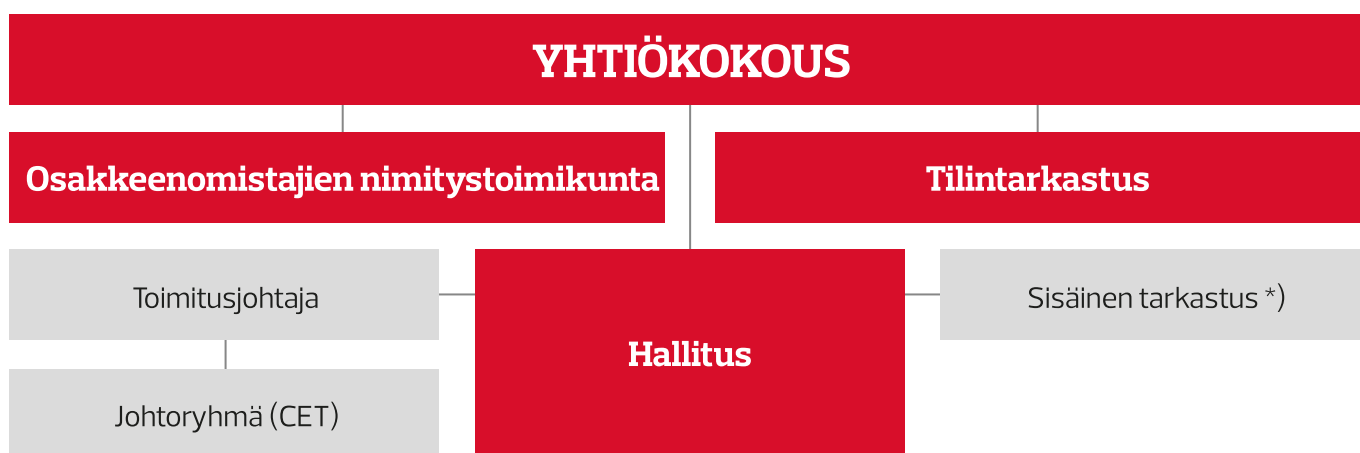 YHTIÖKOKOUS
Osakkeenomistajien nimitystoimikunta
Tilintarkastus
Toimitusjohtaja
Hallitus
Sisäinen tarkastus *)
Johtoryhmä (CET)